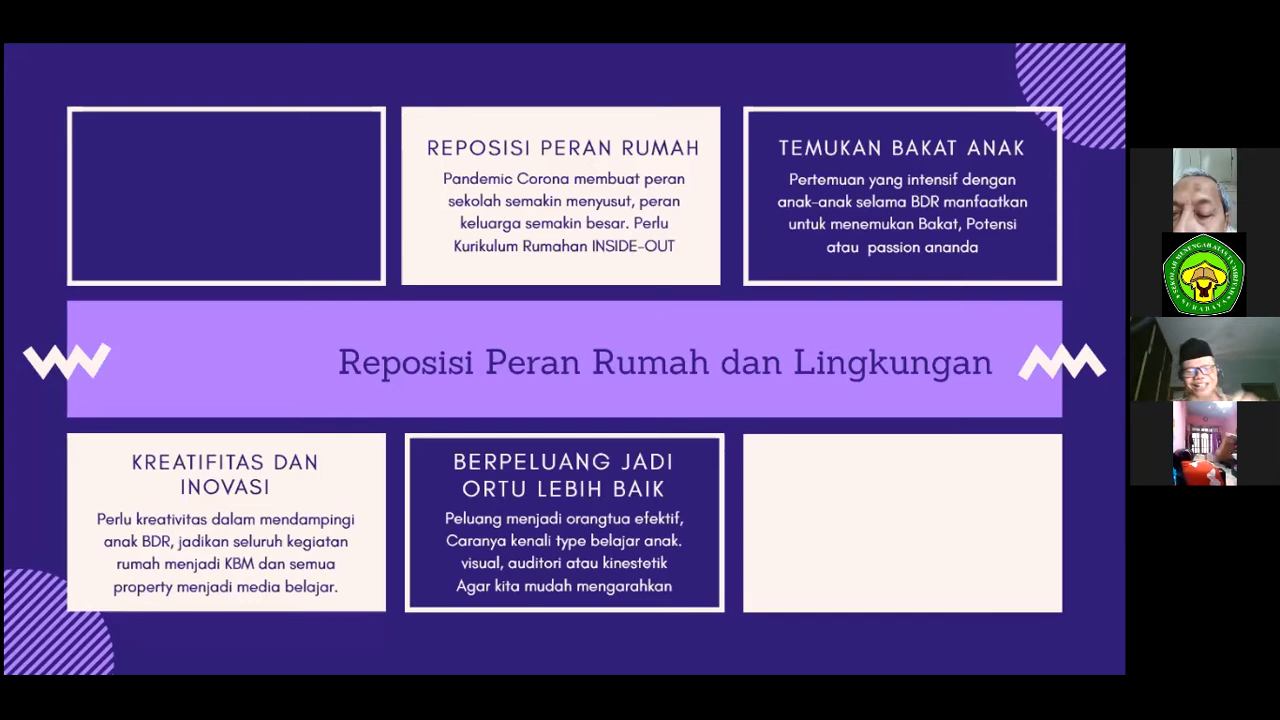 REPOSISI PERAN RUMAH
Pandemic Corona membuat peran
sekolah semakin menyusut, peran
keluarga semakin besar. Perlu
Kurikulum Rumahan INSIDE-OUT
TEMUKAN BAKAT ANAK
Pertemuan yang intensif dengan
anak-anak selama BDR manfaatkan
untuk menemukan Bakat, Potensi
atau passion ananda
Reposisi Peran Rumah dan Lingkungan
KREATIFITAS DAN
INOVASI
Perlu kreativitas dalam mendampingi
anak BDR, jadikan seluruh kegiatan
rumah menjadi KBM dan semua
property menjadi media belajar.
BERPELUANG JADI
ORTU LEBIH BAIK
Peluang menjadi orangtua efektif,
Caranya kenali type belajar anak.
visual, auditori atau kinestetik
Agar kita mudah mengarahkan
SURABAYA